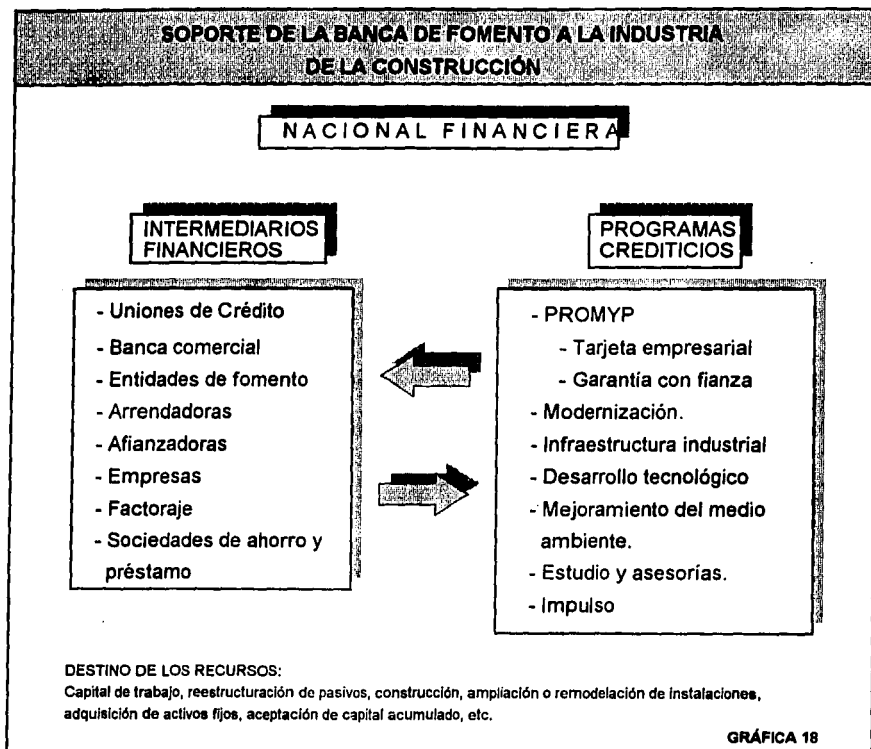 SOPORTE DE LA BANCA DE FOMENTO A LA INDUSTRIA
DE LA CONSTRUCCIÓN
NACIONAL FINANCIERA
INTERMEDIARIOS
FINANCIEROS
- Uniones de Crédito
- Banca comercial
- Entidades de fomento
- Arrendadoras
- Afianzadoras
- Empresas
- Factoraje
- Sociedades de ahorro y
préstamo
PROGRAMAS
CREDITICIOS
- PROMYP
- Tarjeta empresarial
- Garantía con fianza
- Modernización.
- Infraestructura industrial
- Desarrollo tecnológico
- Mejoramiento del medio
ambiente.
- Estudio y asesorías.
- Impulso
DESTINO DE LOS RECURSOS:
Capital de trabajo, reestructuración de pasivos, construcción, ampliación o remodelación de instalaciones,
adquisición de activos fijos, aceptación de capital acumulado, etc.
GRÁFICA 18